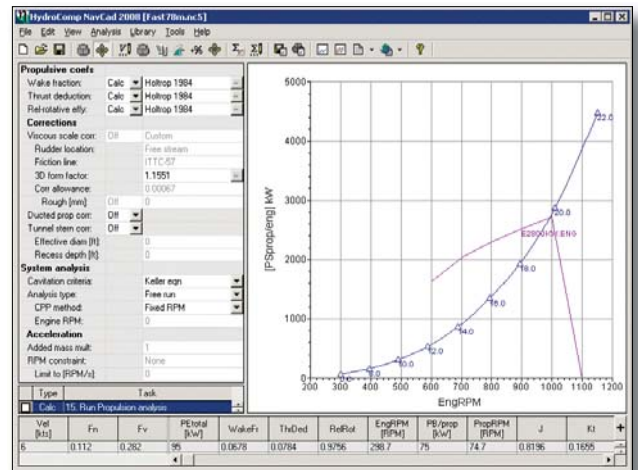 HydroComp NavCad 2008 [Fast78m.nc5]
File Edit View Analysis Library Tools Help
Propulsive coefs
Wake fraction: Calc Holtrop 1984
Thrust deduction: Calc Holtrop 1984
Rel-rotative effy: Calc Holtrop 1984
Corrections
Viscous scale corr: Off Custom
Rudder location: Free stream
Friction line: ITTC-57
3D form factor: 1.1551
Corr allowance: 0.00067
Rough [mm]: Off 0
Ducted prop corr: Off
Tunnel stern corr: Off
Effective diam [ft]: 0
Recess depth [ft]: 0
System analysis
Cavitation criteria: Keller eqn
Analysis type: Free run
CPP method: Fixed RPM
Engine RPM: 0
Acceleration
Added mass mult: 1
RPM constraint: None
Limit to [RPM/s]: 0
Type Task
Calc 15. Run Propulsion analysis
[PSprop/eng] kW
5000
4000
3000
2000
1000
0
22.0
20.0
E2800kW.ENG
18.0
16.0
14.0
12.0
10.0
200 300 400 500 600 700 800 900 1000 1100 1200
EngRPM
Vel [kts] Fn Fv PEtotal [kW] WakeFr ThrDed RelRot EngRPM [RPM] PB/prop [kW] PropRPM [RPM] J Kt +
6 0.112 0.282 95 0.0678 0.0784 0.9756 298.7 75 74.7 0.8196 0.1655